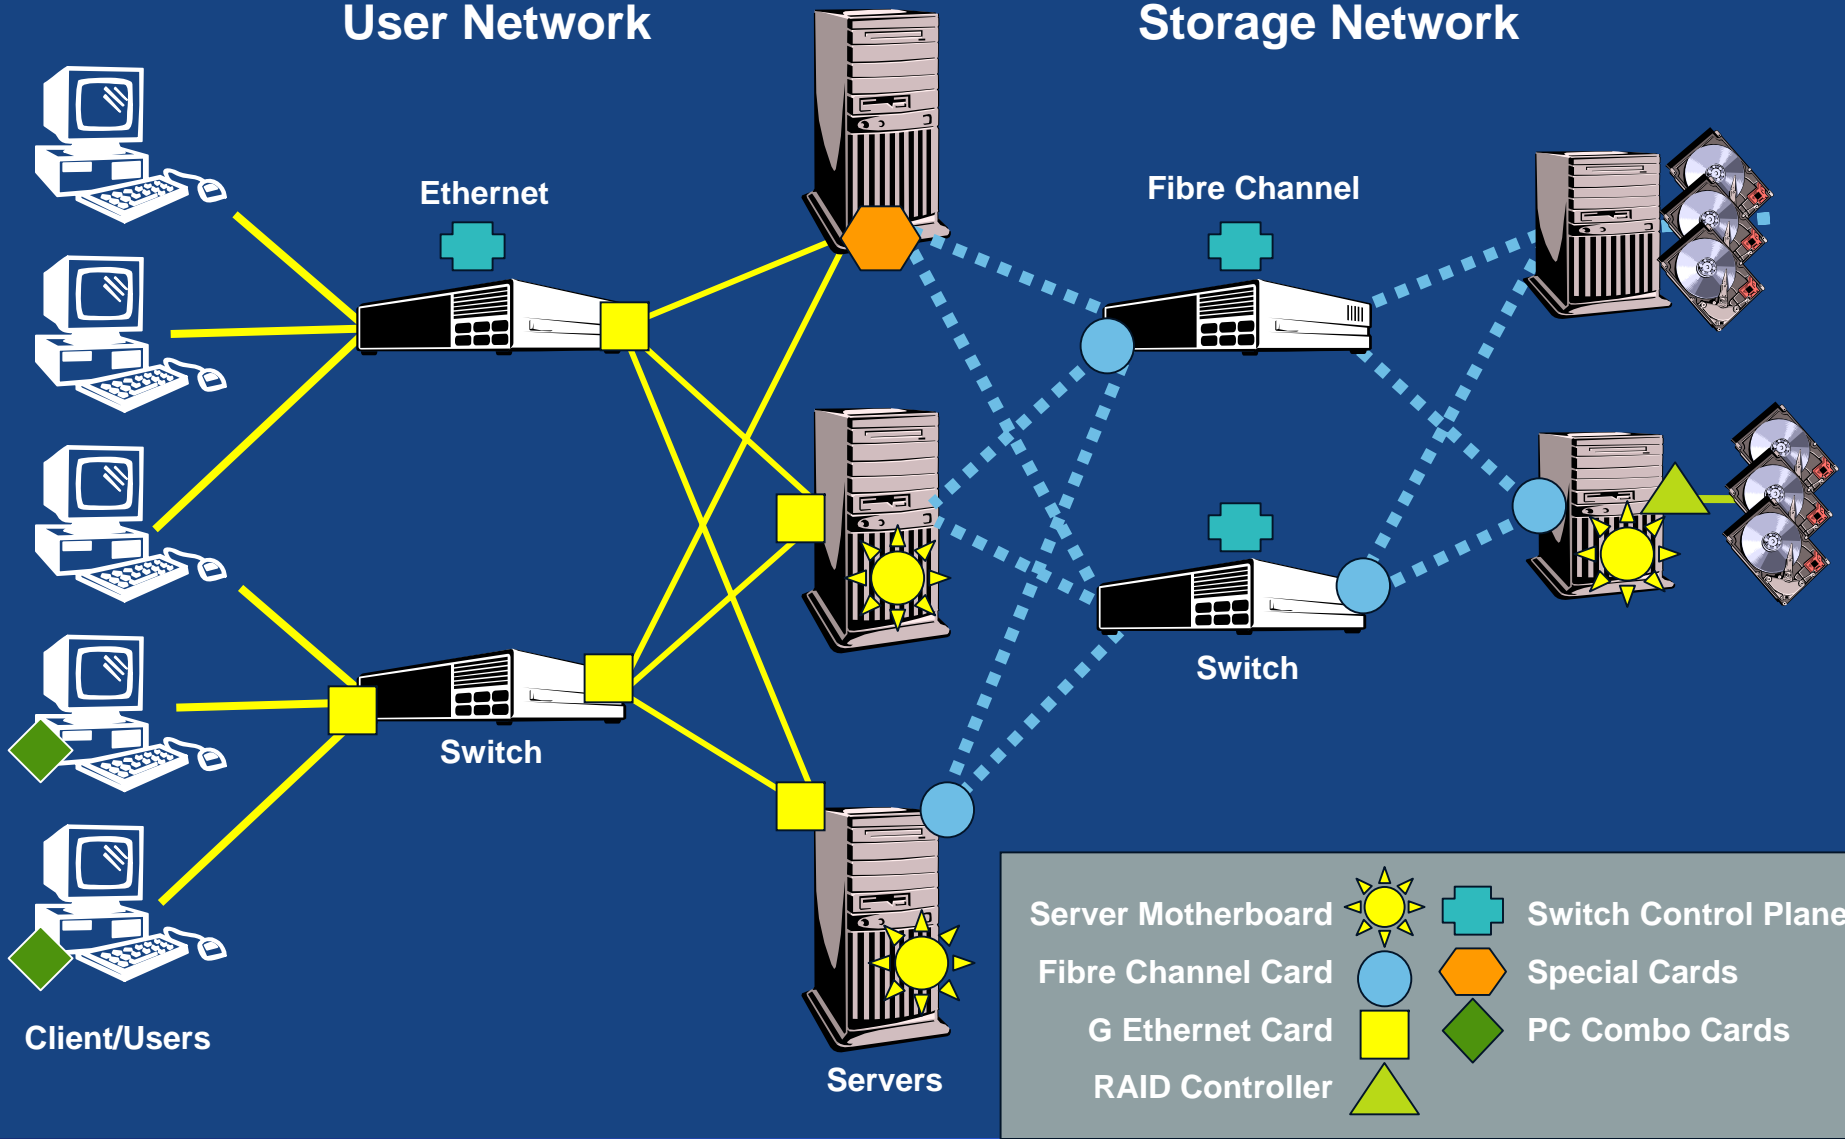 User Network
Storage Network
Ethernet
Fibre Channel
Switch
Switch
Client/Users
Servers
Server Motherboard
Switch Control Plane
Fibre Channel Card
Special Cards
G Ethernet Card
PC Combo Cards
RAID Controller